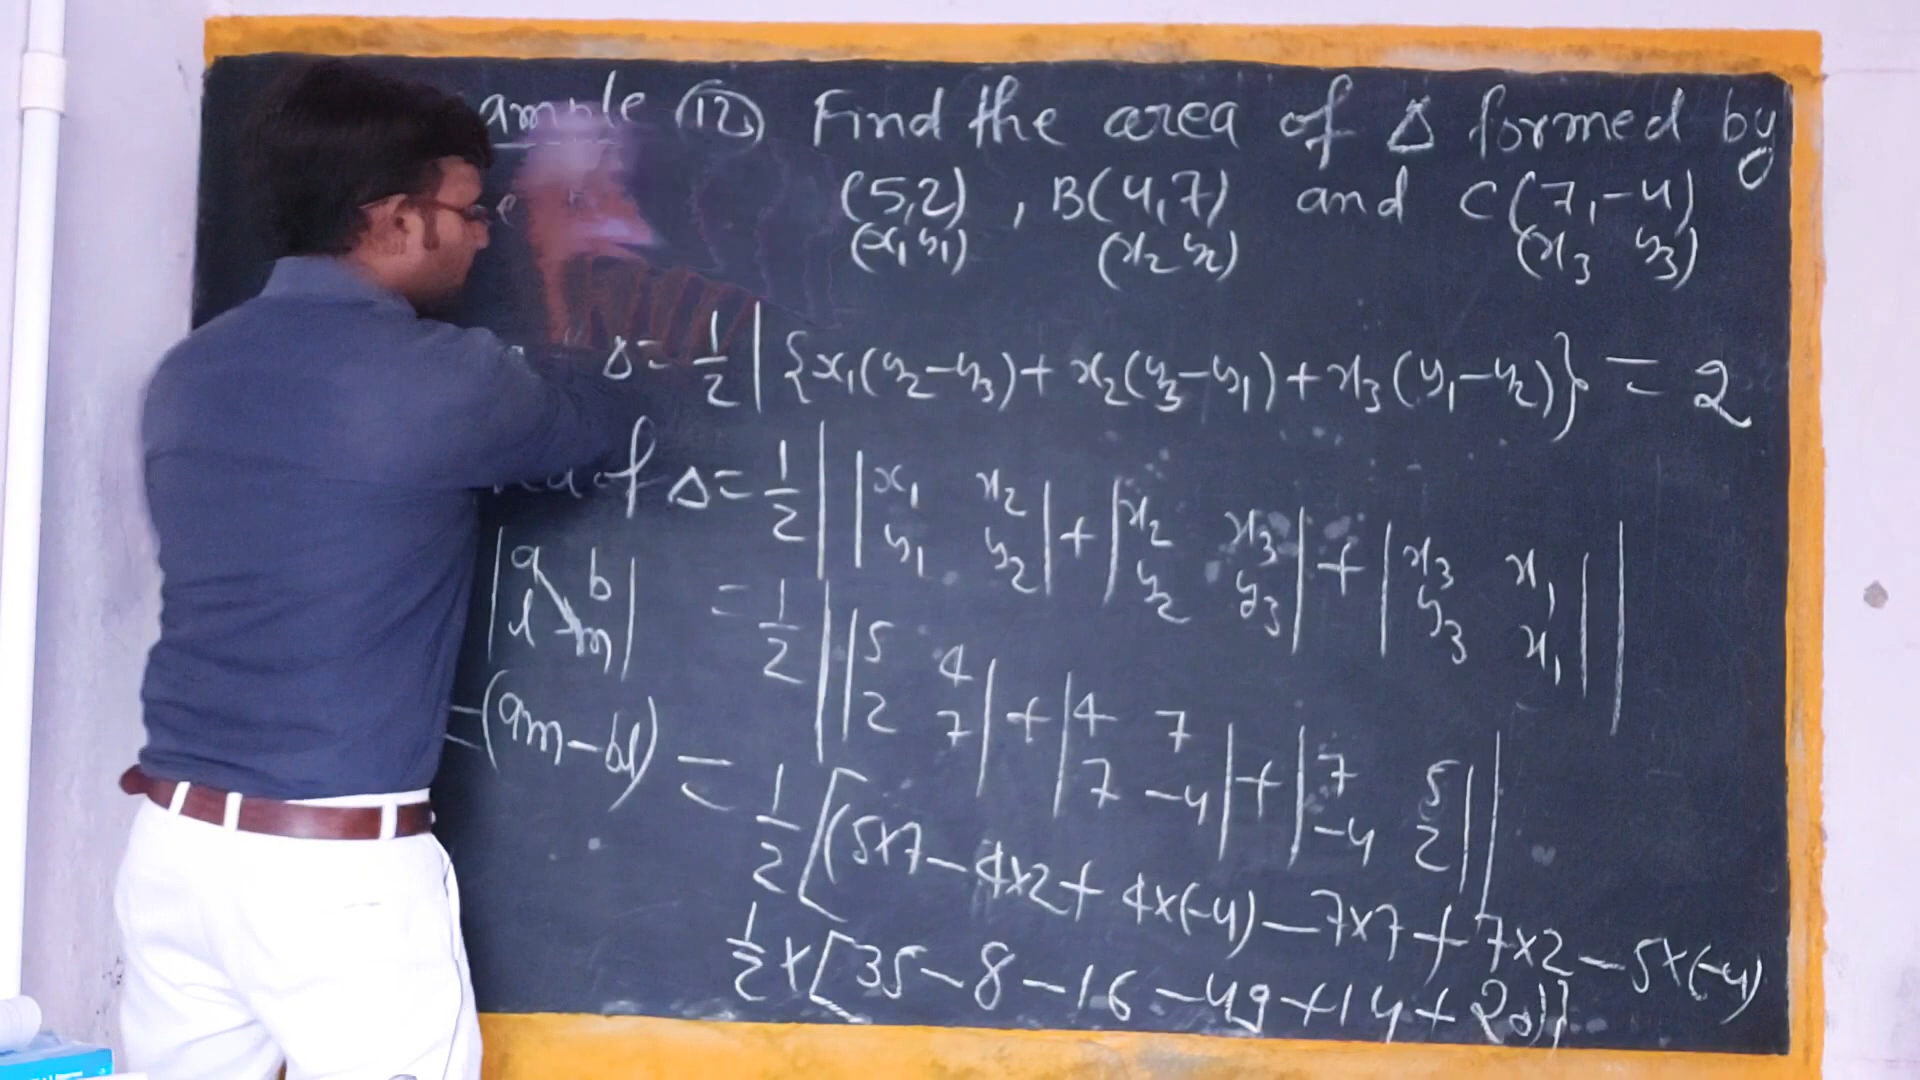 ample (12) Find the area of Δ formed by
(5,2), B(4,7) and C(7,-4)
(x₁ y₁) (x₂ y₂) (x₃ y₃)
Δ = 1/2 | {x₁(y₂-y₃) + x₂(y₃-y₁) + x₃(y₁-y₂)} = 2
of Δ = 1/2 | |x₁ x₂ / y₁ y₂| + |x₂ x₃ / y₂ y₃| + |x₃ x₁ / y₃ x₁| |
|a b / l m|
= 1/2 | |5 4 / 2 7| + |4 7 / 7 -4| + |7 5 / -4 2| |
=(am-bl)
= 1/2 [(5×7-4×2+4×(-4)-7×7+7×2-5×(-4)
1/2 × [35-8-16-49+14+20]]